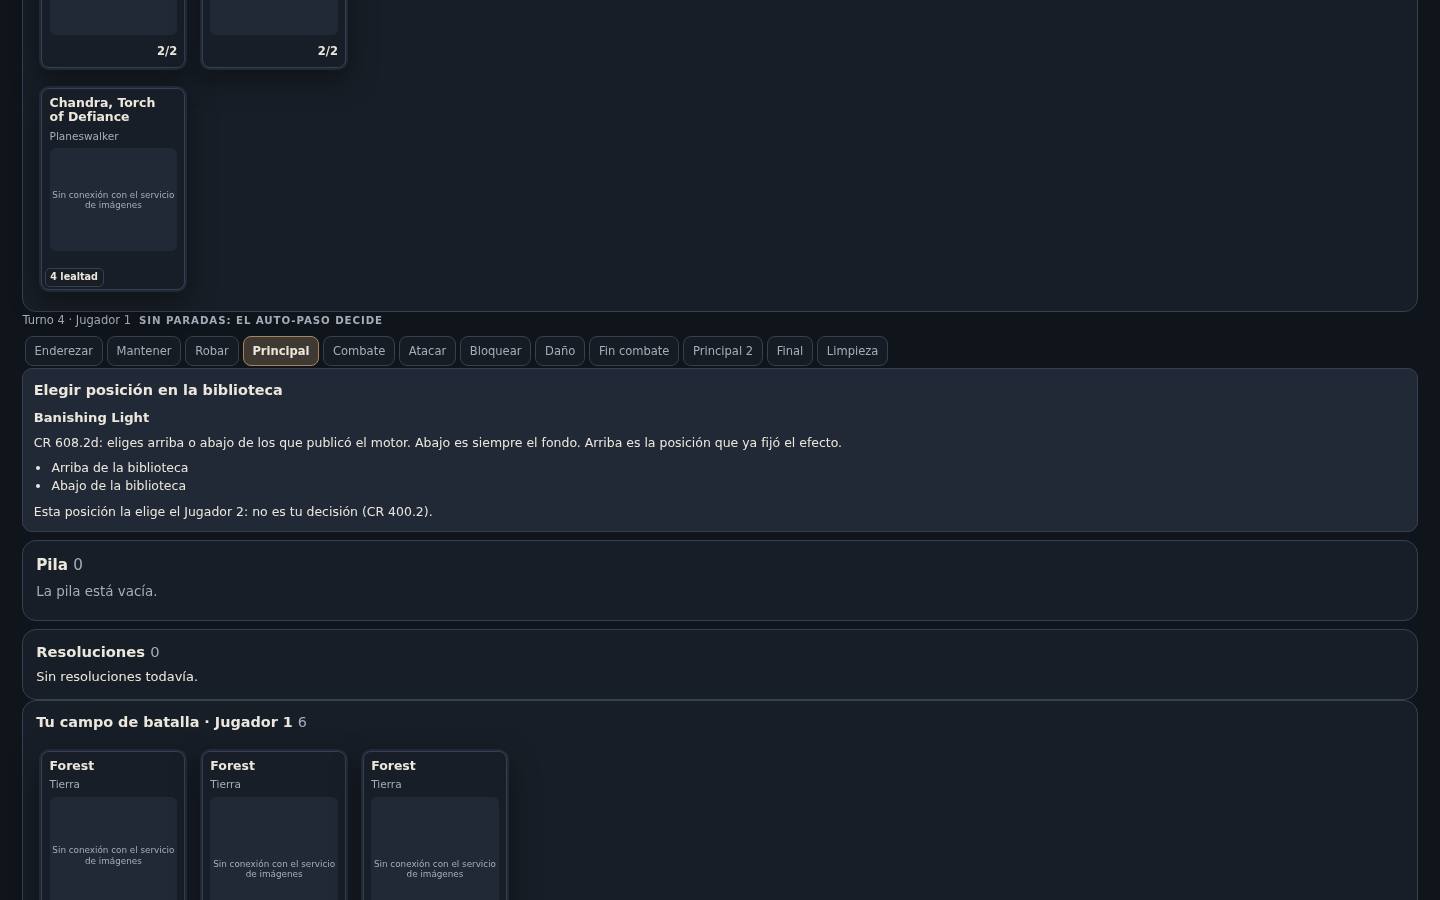 2/2 2/2
Chandra, Torch
of Defiance
Planeswalker
Sin conexión con el servicio
de imágenes
4 lealtad
Turno 4 · Jugador 1 SIN PARADAS: EL AUTO-PASO DECIDE
Enderezar Mantener Robar Principal Combate Atacar Bloquear Daño Fin combate Principal 2 Final Limpieza
Elegir posición en la biblioteca
Banishing Light
CR 608.2d: eliges arriba o abajo de los que publicó el motor. Abajo es siempre el fondo. Arriba es la posición que ya fijó el efecto.
• Arriba de la biblioteca
• Abajo de la biblioteca
Esta posición la elige el Jugador 2: no es tu decisión (CR 400.2).
Pila 0
La pila está vacía.
Resoluciones 0
Sin resoluciones todavía.
Tu campo de batalla · Jugador 1 6
Forest Forest Forest
Tierra Tierra Tierra
Sin conexión con el servicio
de imágenes
Sin conexión con el servicio
de imágenes
Sin conexión con el servicio
de imágenes